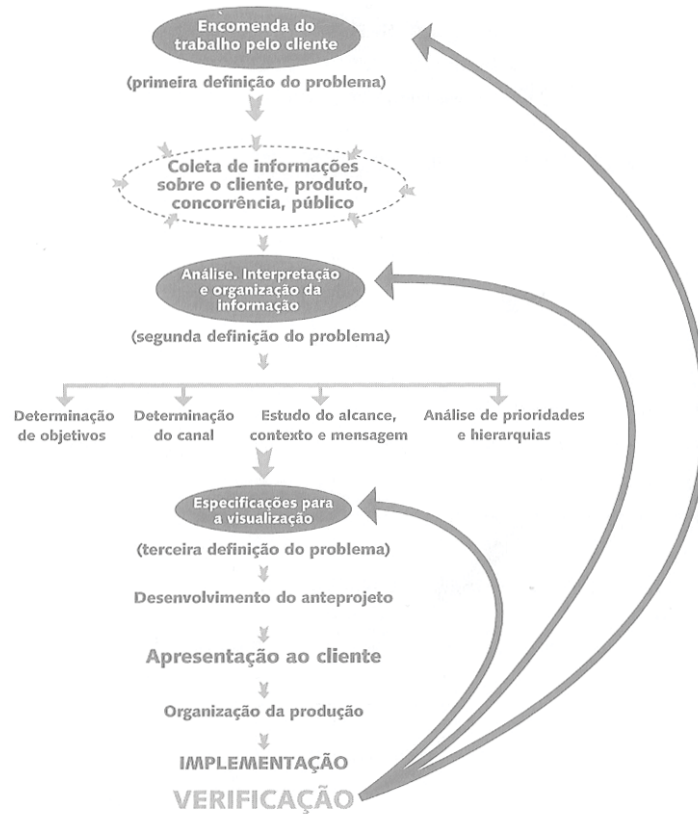 Encomenda do
trabalho pelo cliente
(primeira definição do problema)
Coleta de informações
sobre o cliente, produto,
concorrência, público
Análise. Interpretação
e organização da
informação
(segunda definição do problema)
Determinação
de objetivos
Determinação
do canal
Estudo do alcance,
contexto e mensagem
Análise de prioridades
e hierarquias
Especificações para
a visualização
(terceira definição do problema)
Desenvolvimento do anteprojeto
Apresentação ao cliente
Organização da produção
IMPLEMENTAÇÃO
VERIFICAÇÃO